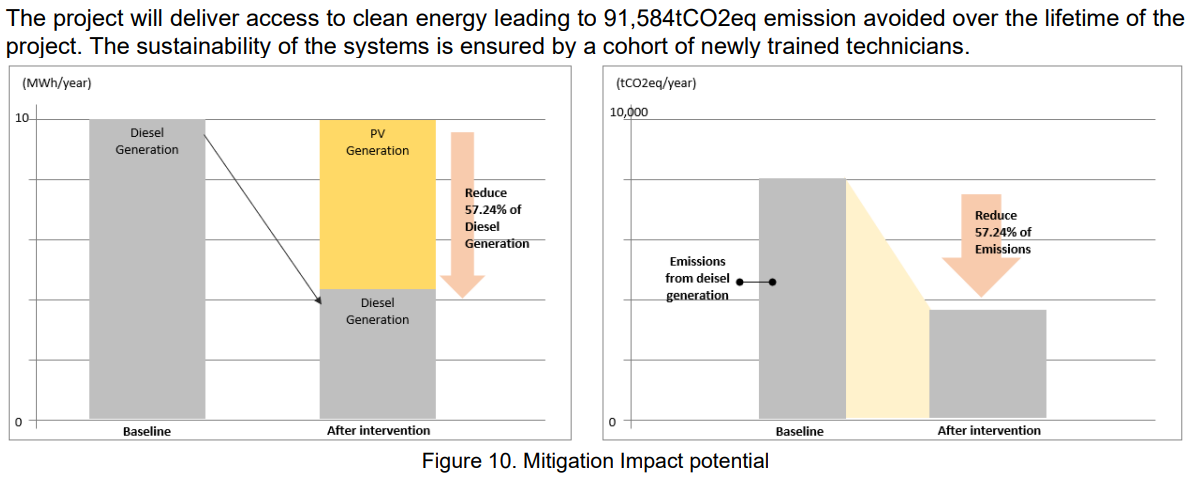 The project will deliver access to clean energy leading to 91,584tCO2eq emission avoided over the lifetime of the
project. The sustainability of the systems is ensured by a cohort of newly trained technicians.
(MWh/year)
10
Diesel
Generation
PV
Generation
Reduce
57.24% of
Diesel
Generation
Diesel
Generation
0
Baseline
After intervention
(tCO2eq/year)
10,000
Reduce
57.24% of
Emissions
Emissions
from deisel
generation
0
Baseline
After intervention
Figure 10. Mitigation Impact potential